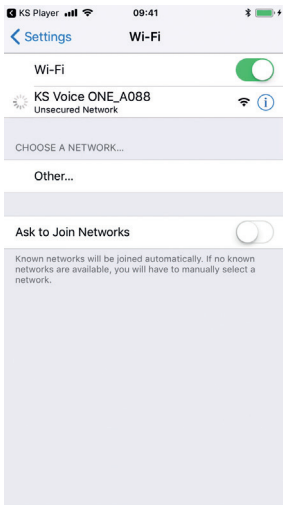 KS Player 09:41
Settings Wi-Fi
Wi-Fi
KS Voice ONE_A088
Unsecured Network
CHOOSE A NETWORK...
Other...
Ask to Join Networks
Known networks will be joined automatically. If no known
networks are available, you will have to manually select a
network.